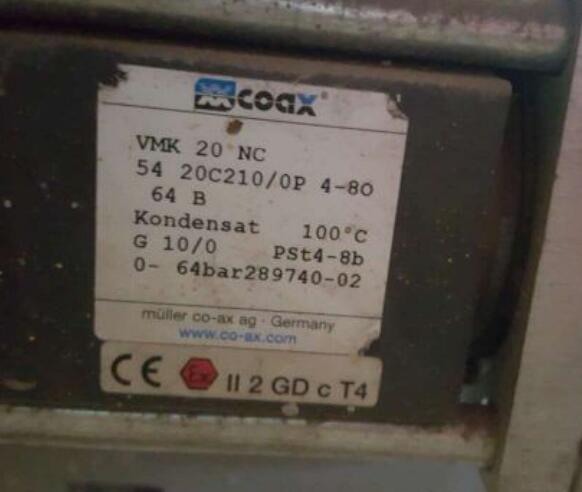 coax®
VMK 20 NC
54 20C210/0P 4-80
64 B
Kondensat 100°C
G 10/0 PSt4-8b
0- 64bar289740-02
müller co-ax ag · Germany
www.co-ax.com
CE Ex II 2 GD c T4